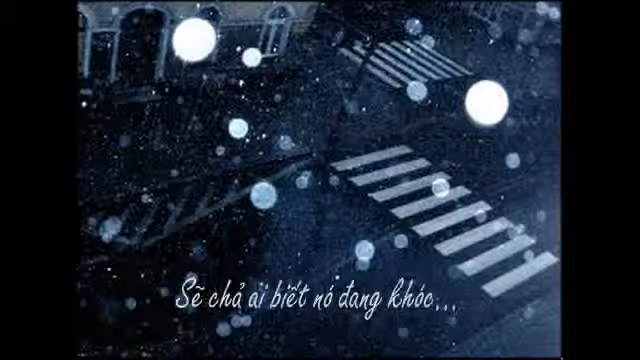 Sẽ chả ai biết nó đang khóc...